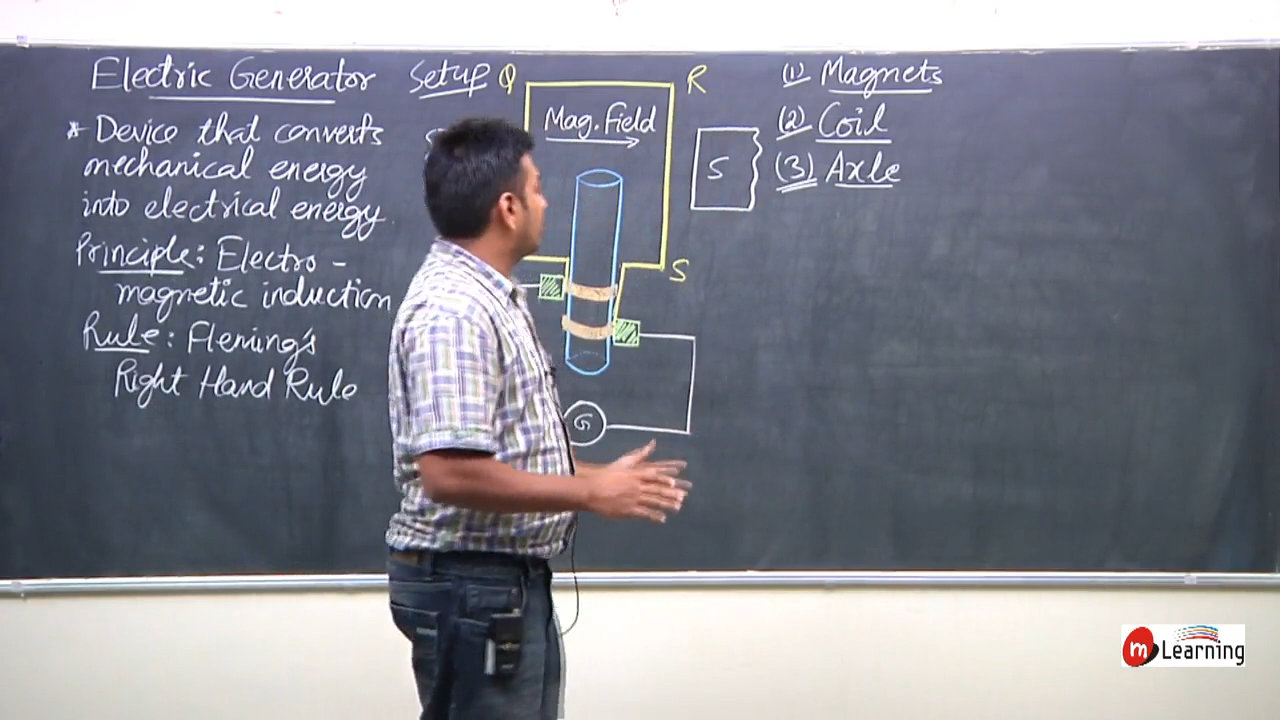 Electric Generator
* Device that converts
mechanical energy
into electrical energy
Principle: Electro-
magnetic induction
Rule: Fleming's
Right Hand Rule
Setup
Q
R
Mag. Field
S
S
G
(1) Magnets
(2) Coil
(3) Axle
m Learning